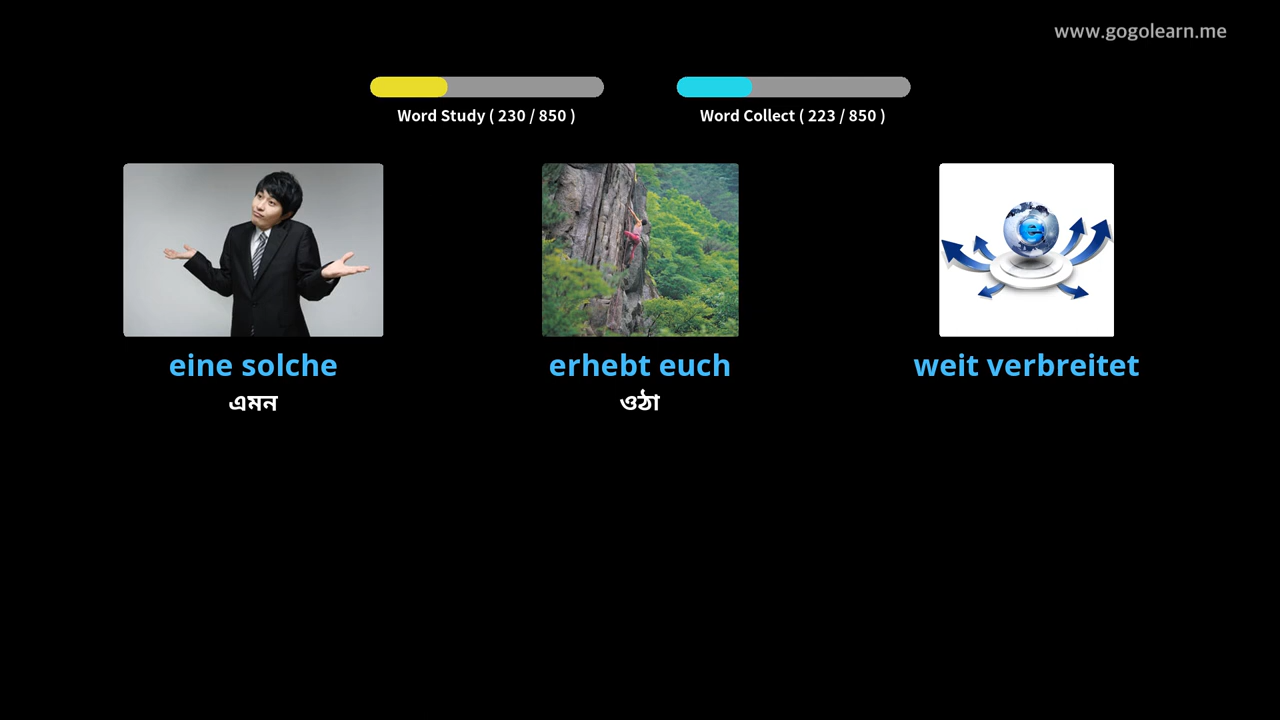 www.gogolearn.me
Word Study ( 230 / 850 )
Word Collect ( 223 / 850 )
eine solche
erhebt euch
weit verbreitet
এমন
ওঠা